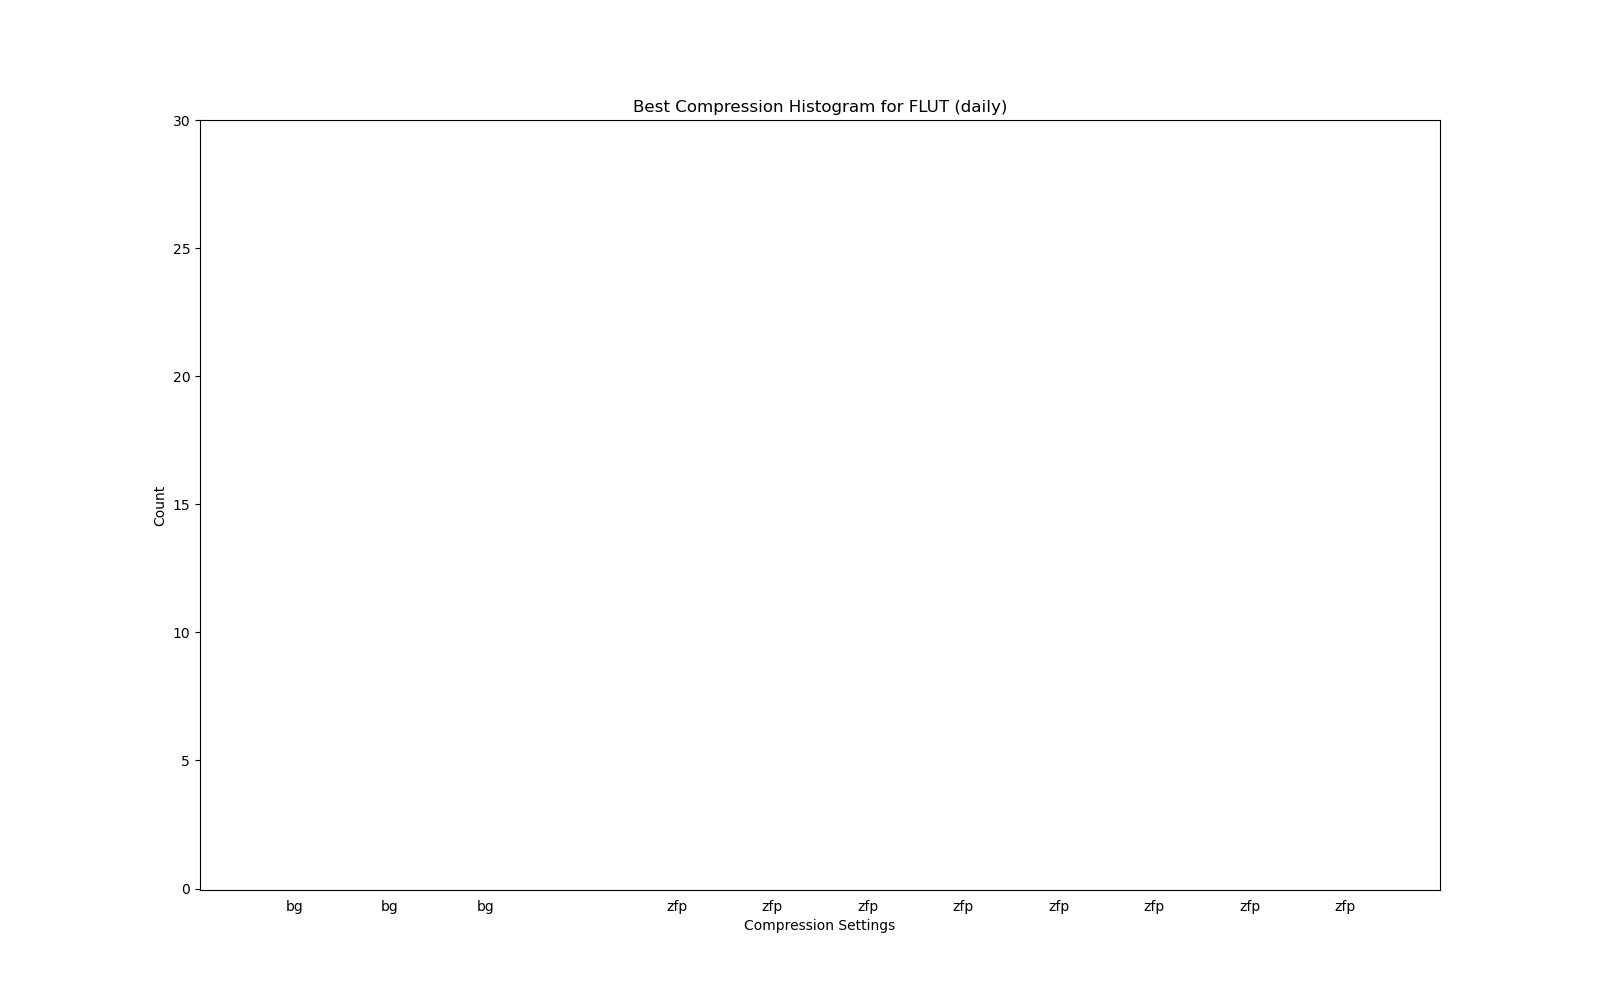 Best Compression Histogram for FLUT (daily)
30
25
20
15
10
5
0
Count
bg bg bg zfp zfp zfp zfp zfp zfp zfp zfp
Compression Settings